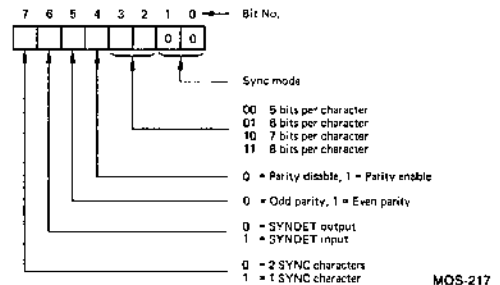 7 6 5 4 3 2 1 0 Bit No.
0 0
Sync mode
00 5 bits per character
01 6 bits per character
10 7 bits per character
11 8 bits per character
0 = Parity disable, 1 = Parity enable
0 = Odd parity, 1 = Even parity
0 = SYNDET output
1 = SYNDET input
0 = 2 SYNC characters
1 = 1 SYNC character
MOS-217